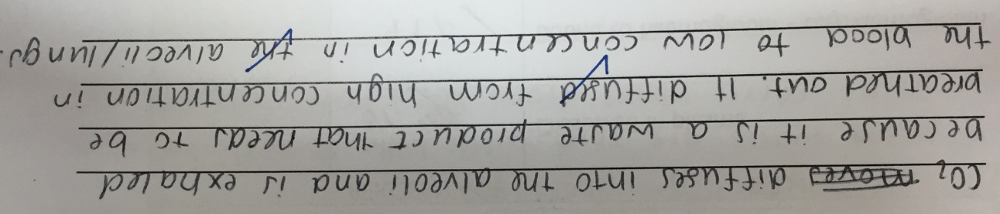 CO₂ moves diffuses into the alveoli and is exhaled
because it is a waste product that needs to be
breathed out. It diffused from high concentration in
the blood to low concentration in the alveoli/lungs.